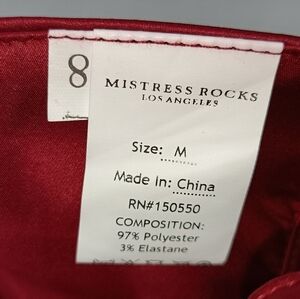 8
MISTRESS ROCKS
LOS ANGELES
Size: M
Made In: China
RN#150550
COMPOSITION:
97% Polyester
3% Elastane